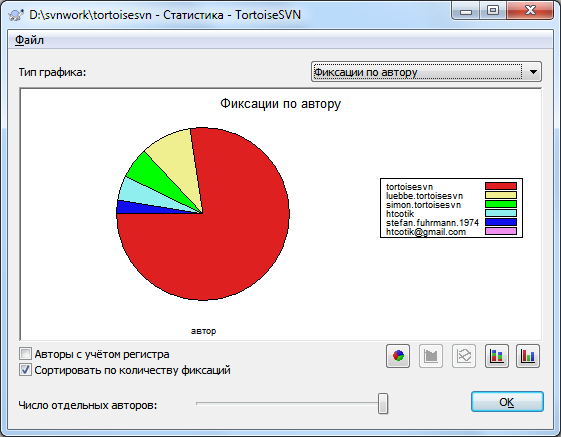 D:\svnwork\tortoisesvn - Статистика - TortoiseSVN
Файл
Тип графика:
Фиксации по автору
Фиксации по автору
tortoisesvn
luebbe.tortoisesvn
simon.tortoisesvn
htcotik
stefan.fuhrmann.1974
htcotik@gmail.com
автор
Авторы с учётом регистра
Сортировать по количеству фиксаций
Число отдельных авторов:
OK